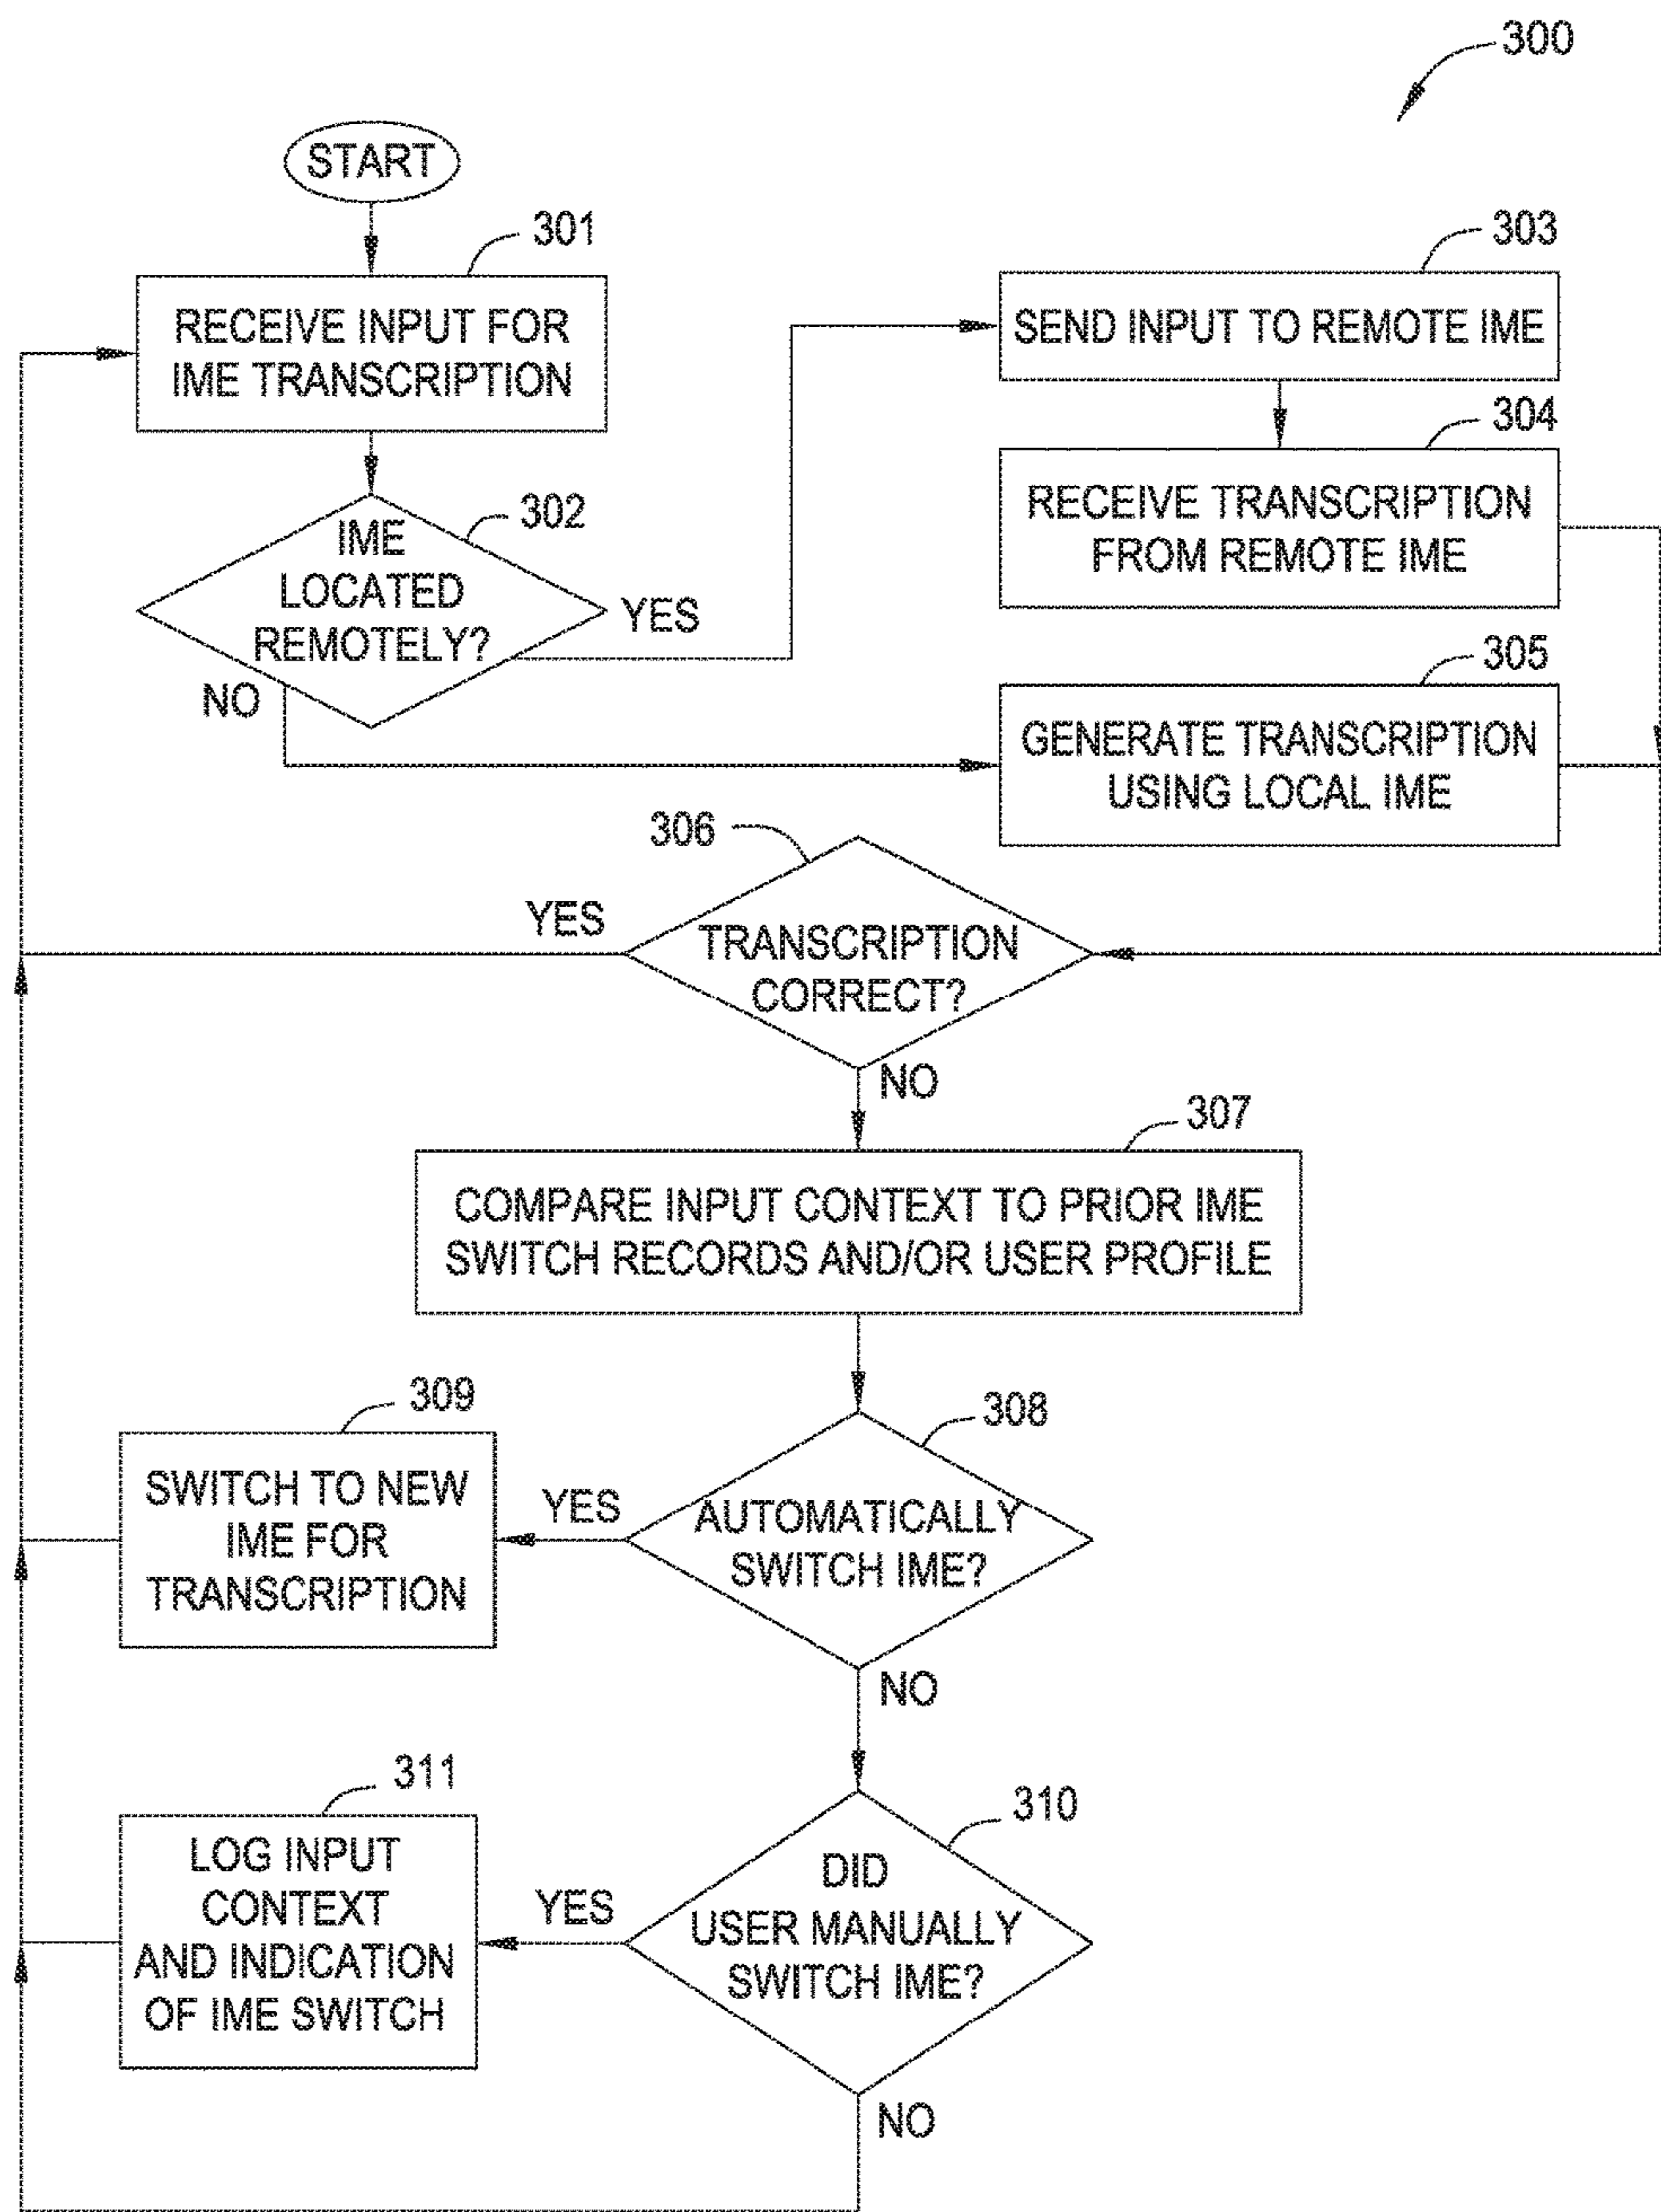 300
START
301
RECEIVE INPUT FOR
IME TRANSCRIPTION
302
IME
LOCATED
REMOTELY?
YES
NO
303
SEND INPUT TO REMOTE IME
304
RECEIVE TRANSCRIPTION
FROM REMOTE IME
305
GENERATE TRANSCRIPTION
USING LOCAL IME
306
YES
TRANSCRIPTION
CORRECT?
NO
307
COMPARE INPUT CONTEXT TO PRIOR IME
SWITCH RECORDS AND/OR USER PROFILE
308
AUTOMATICALLY
SWITCH IME?
YES
309
SWITCH TO NEW
IME FOR
TRANSCRIPTION
NO
310
DID
USER MANUALLY
SWITCH IME?
YES
311
LOG INPUT
CONTEXT
AND INDICATION
OF IME SWITCH
NO